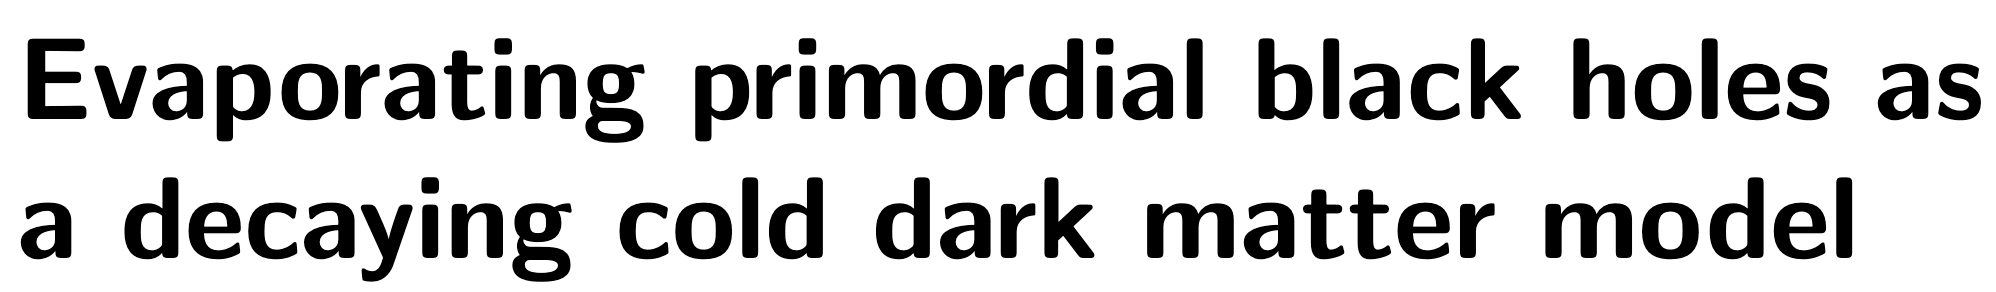 Evaporating primordial black holes as
a decaying cold dark matter model